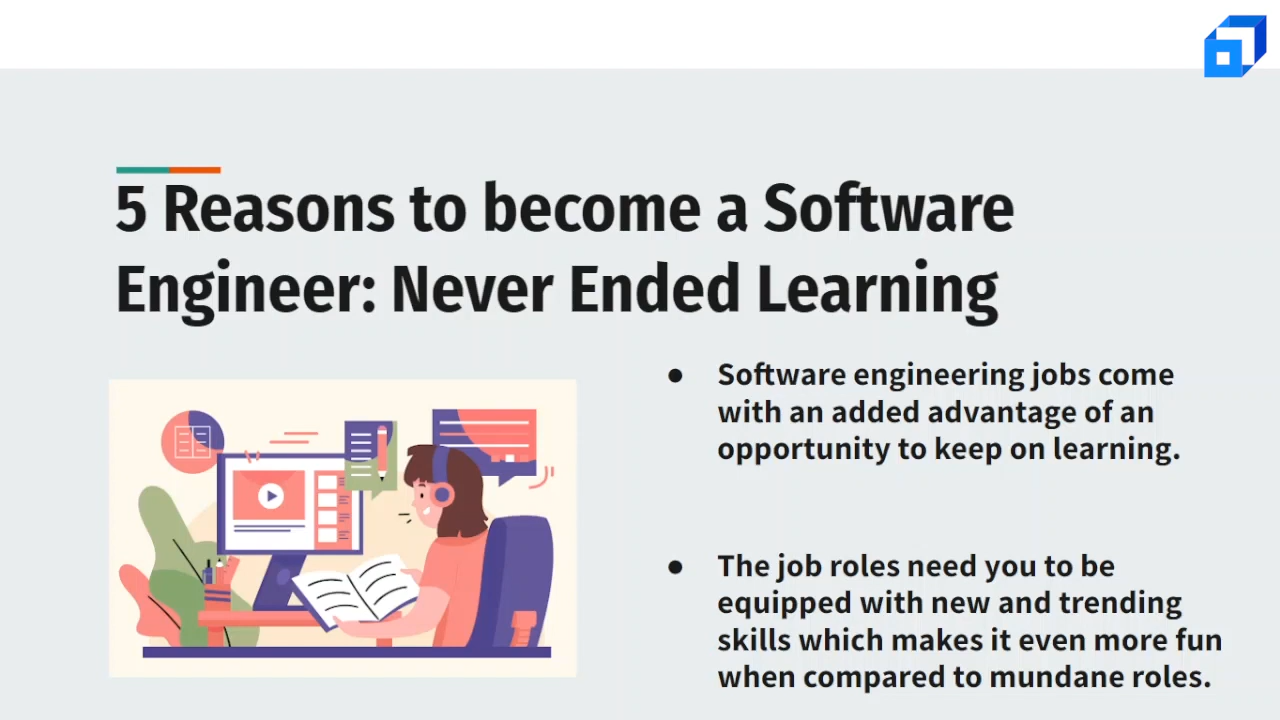 5 Reasons to become a Software
Engineer: Never Ended Learning
● Software engineering jobs come
with an added advantage of an
opportunity to keep on learning.
● The job roles need you to be
equipped with new and trending
skills which makes it even more fun
when compared to mundane roles.